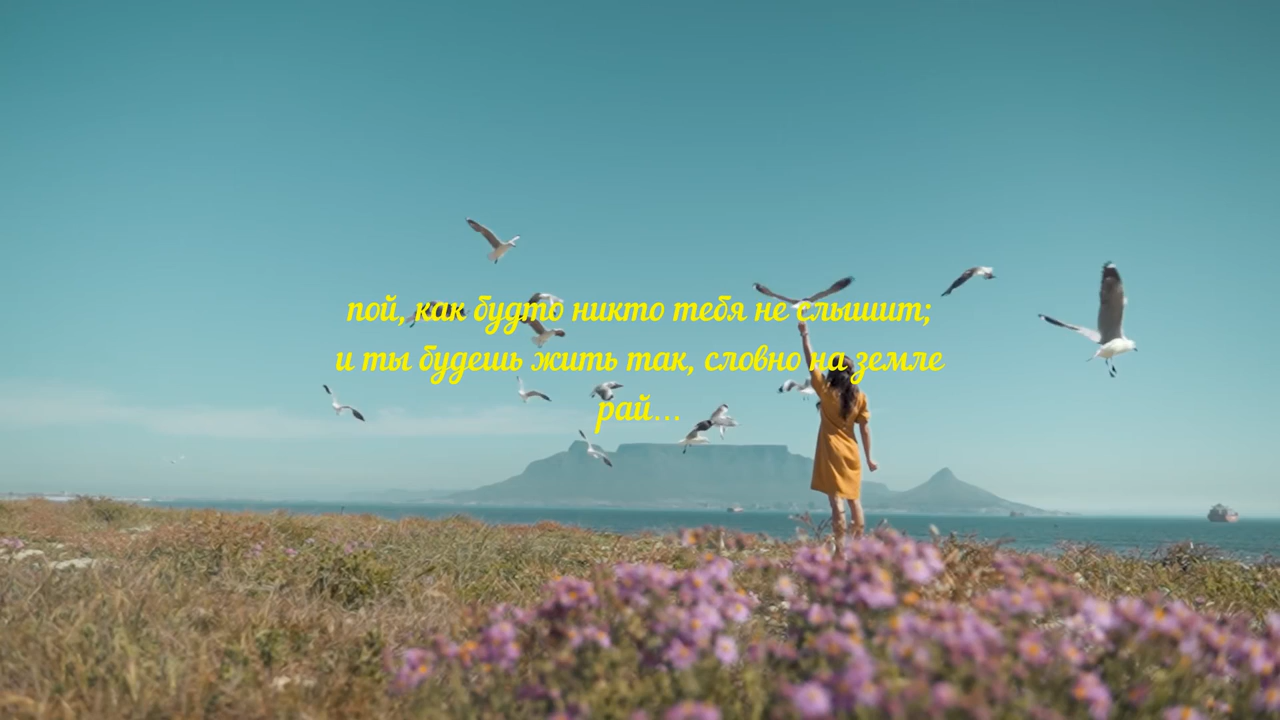 пой, как будто никто тебя не слышит;
и ты будешь жить так, словно на земле
рай...